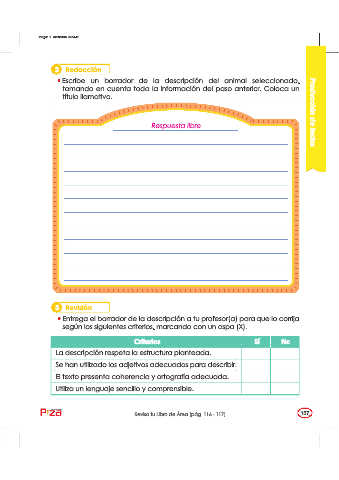 Redacción
Escribe un borrador de la descripción del animal seleccionado,
tomando en cuenta toda la información del paso anterior. Coloca un
título llamativo.
Respuesta libre
Producción de textos
Revisión
Entrega el borrador de la descripción a tu profesor(a) para que lo corrija
según los siguientes criterios, marcando con un aspa (X).
Criterios Sí No
La descripción respeta la estructura planteada.
Se han utilizado los adjetivos adecuados para describir.
El texto presenta coherencia y ortografía adecuada.
Utiliza un lenguaje sencillo y comprensible.
Revisa tu Libro de Área (pág. 116 - 117)
137